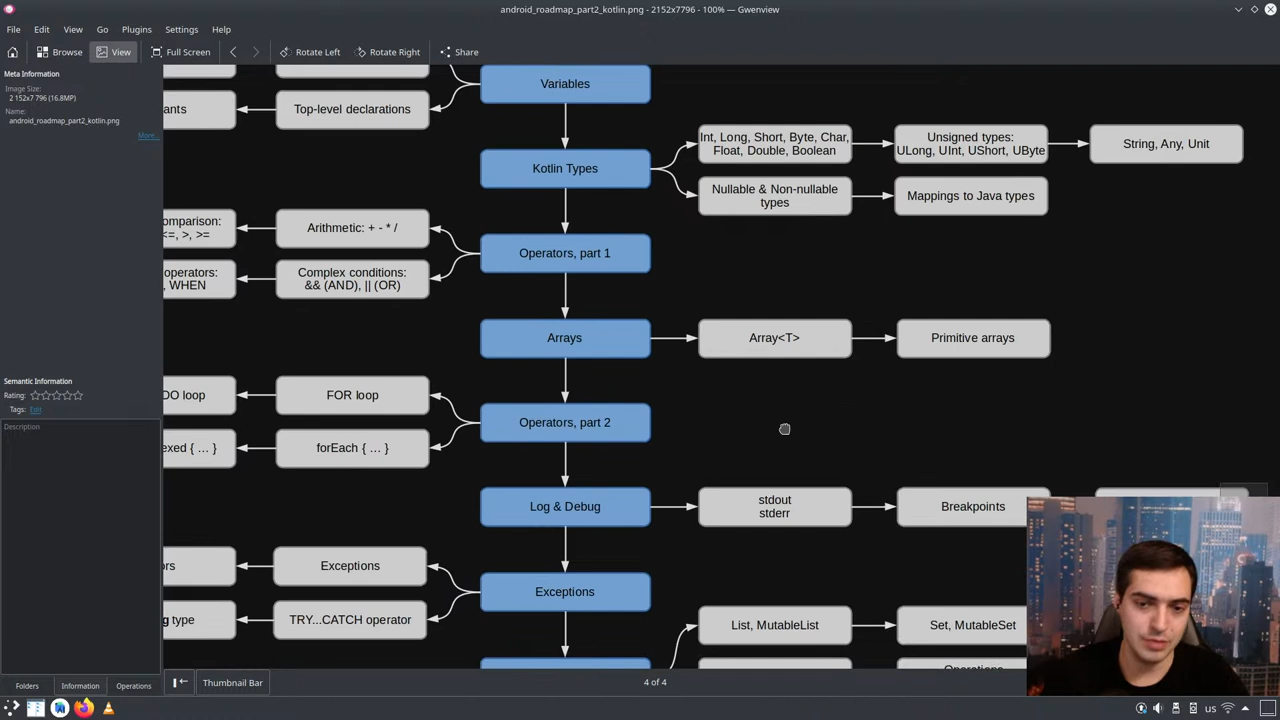 android_roadmap_part2_kotlin.png - 2152x7796 - 100% — Gwenview
File Edit View Go Plugins Settings Help
Browse View Full Screen Rotate Left Rotate Right Share
Meta Information
Image Size:
2 152x7 796 (16.8MP)
Name:
android_roadmap_part2_kotlin.png
More...
Semantic Information
Rating:
Tags: Edit
Description
Folders Information Operations
Variables
ants
Top-level declarations
Kotlin Types
Int, Long, Short, Byte, Char,
Float, Double, Boolean
Unsigned types:
ULong, UInt, UShort, UByte
String, Any, Unit
Nullable & Non-nullable
types
Mappings to Java types
omparison:
<=, >, >=
Arithmetic: + - * /
Operators, part 1
operators:
, WHEN
Complex conditions:
&& (AND), || (OR)
Arrays
Array<T>
Primitive arrays
DO loop
FOR loop
Operators, part 2
exed { … }
forEach { … }
Log & Debug
stdout
stderr
Breakpoints
ors
Exceptions
Exceptions
g type
TRY...CATCH operator
List, MutableList
Set, MutableSet
Operations
Thumbnail Bar
4 of 4
us